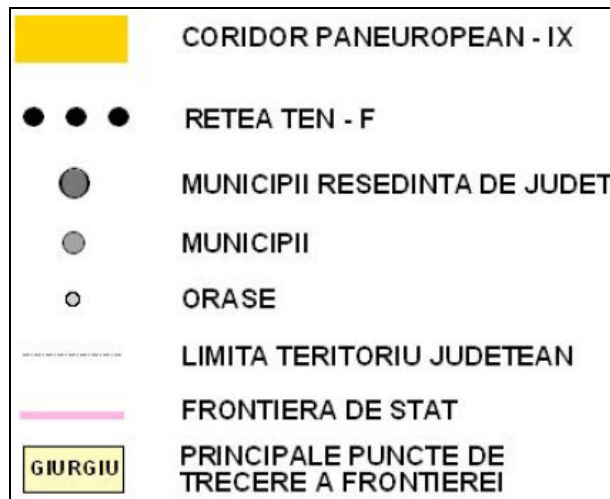 CORIDOR PANEUROPEAN - IX
RETEA TEN - F
MUNICIPII RESEDINTA DE JUDET
MUNICIPII
ORASE
LIMITA TERITORIU JUDETEAN
FRONTIERA DE STAT
GIURGIU
PRINCIPALE PUNCTE DE
TRECERE A FRONTIEREI